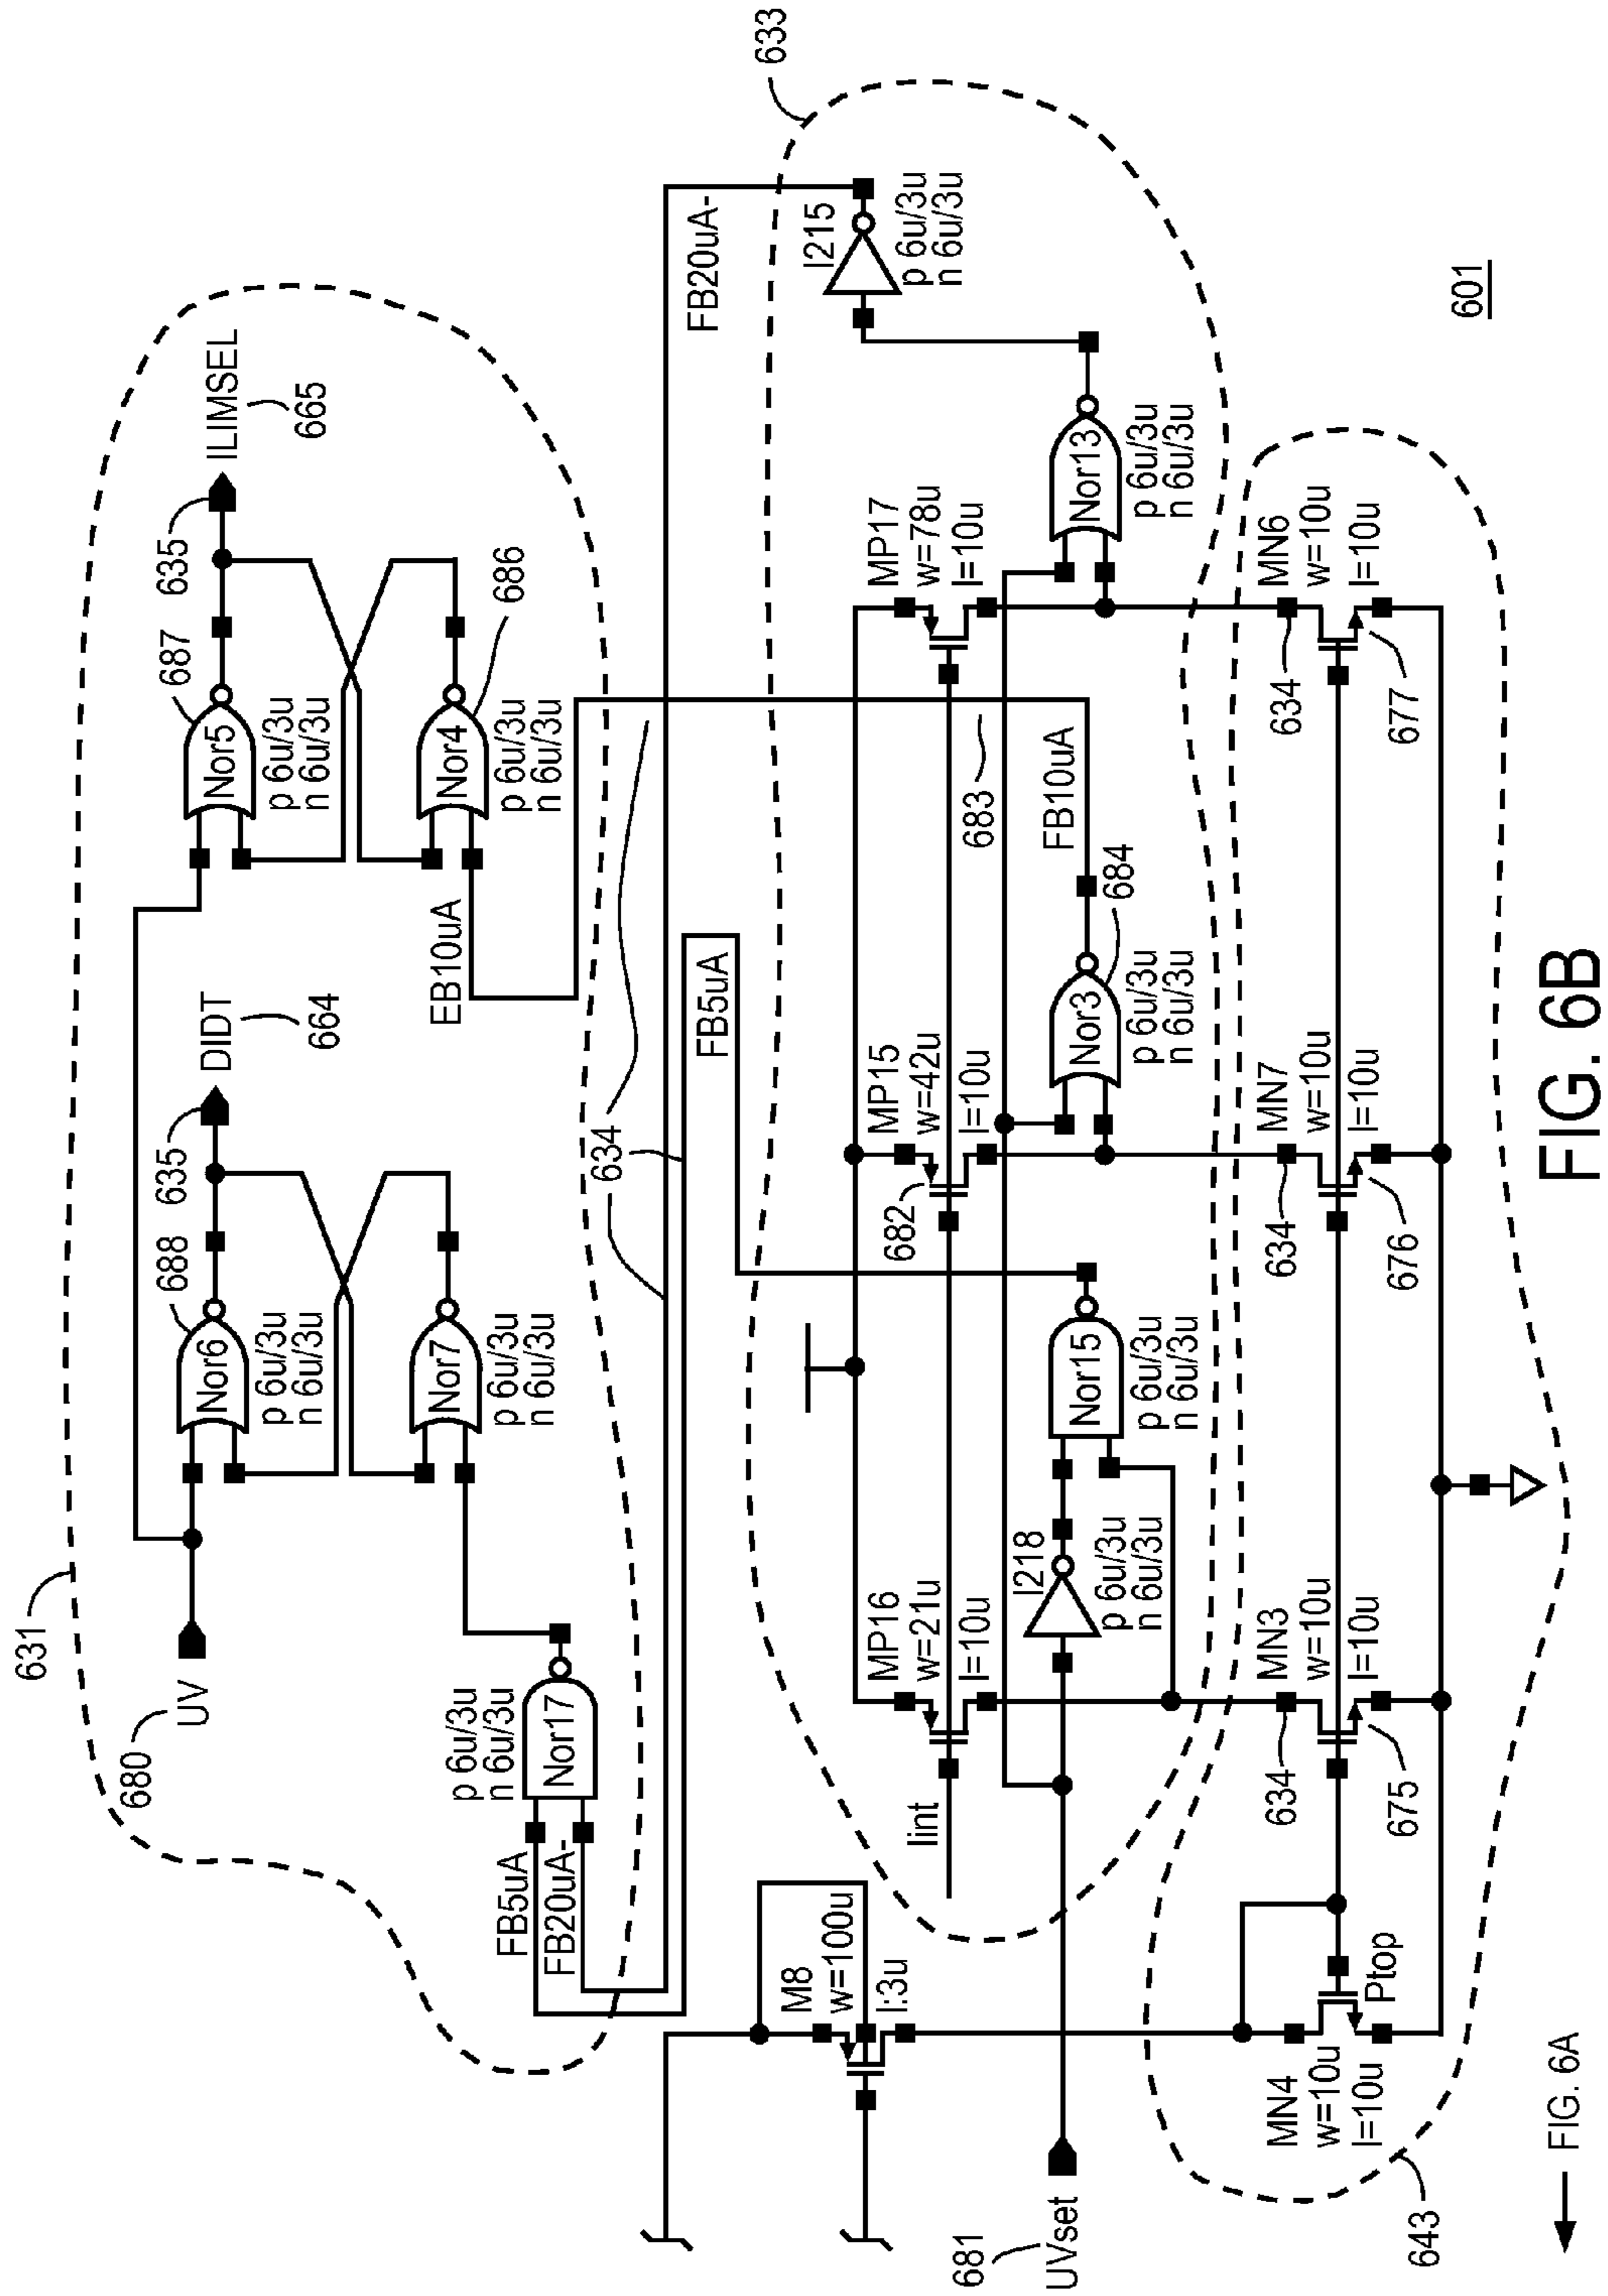 631
680
UV
688
Nor6
p 6u/3u
n 6u/3u
635
DIDT
664
Nor7
p 6u/3u
n 6u/3u
p 6u/3u
n 6u/3u
Nor17
FB5uA
FB20uA-
687
Nor5
p 6u/3u
n 6u/3u
635
ILIMSEL
665
Nor4
686
p 6u/3u
n 6u/3u
EB10uA
634
FB5uA
FB20uA-
633
M8
w=100u
l:3u
Iint
MP16
w=21u
l=10u
682
MP15
w=42u
l=10u
683
MP17
w=78u
l=10u
I215
p 6u/3u
n 6u/3u
681
UVset
I218
p 6u/3u
n 6u/3u
Nor15
p 6u/3u
n 6u/3u
Nor3
684
p 6u/3u
n 6u/3u
FB10uA
Nor13
p 6u/3u
n 6u/3u
MN4
w=10u
l=10u
Ptop
634
MN3
w=10u
l=10u
675
634
MN7
w=10u
l=10u
676
634
MN6
w=10u
l=10u
677
643
601
FIG. 6A
FIG. 6B